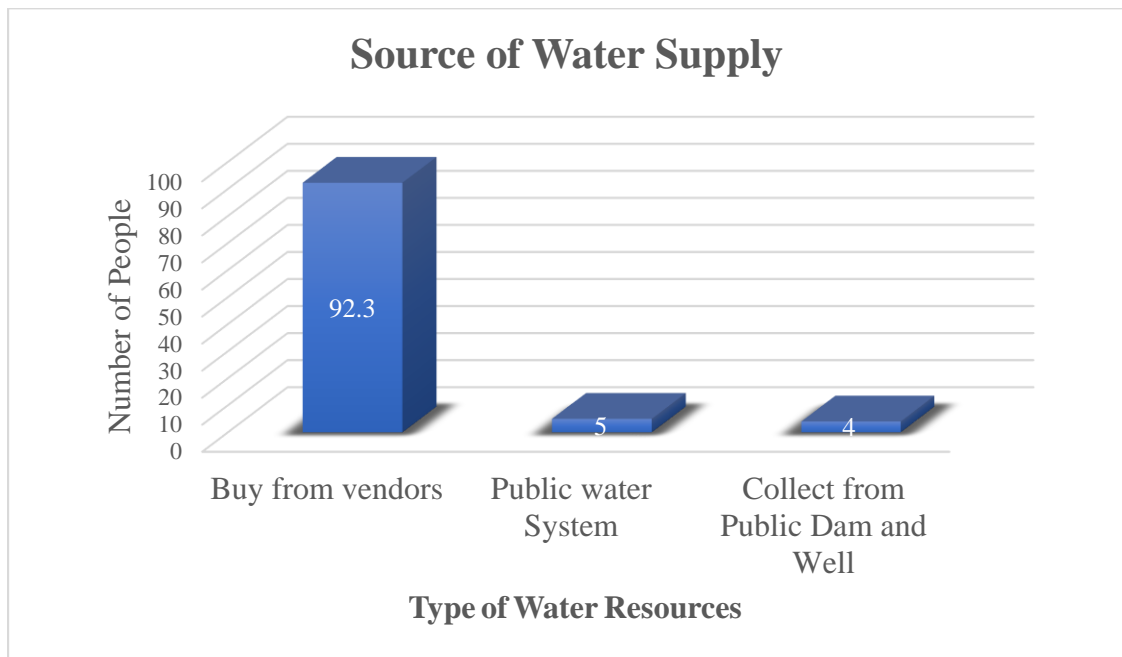 Source of Water Supply
Number of People
100
90
80
70
60
50
40
30
20
10
0
92.3
5
4
Buy from vendors
Public water
System
Collect from
Public Dam and
Well
Type of Water Resources